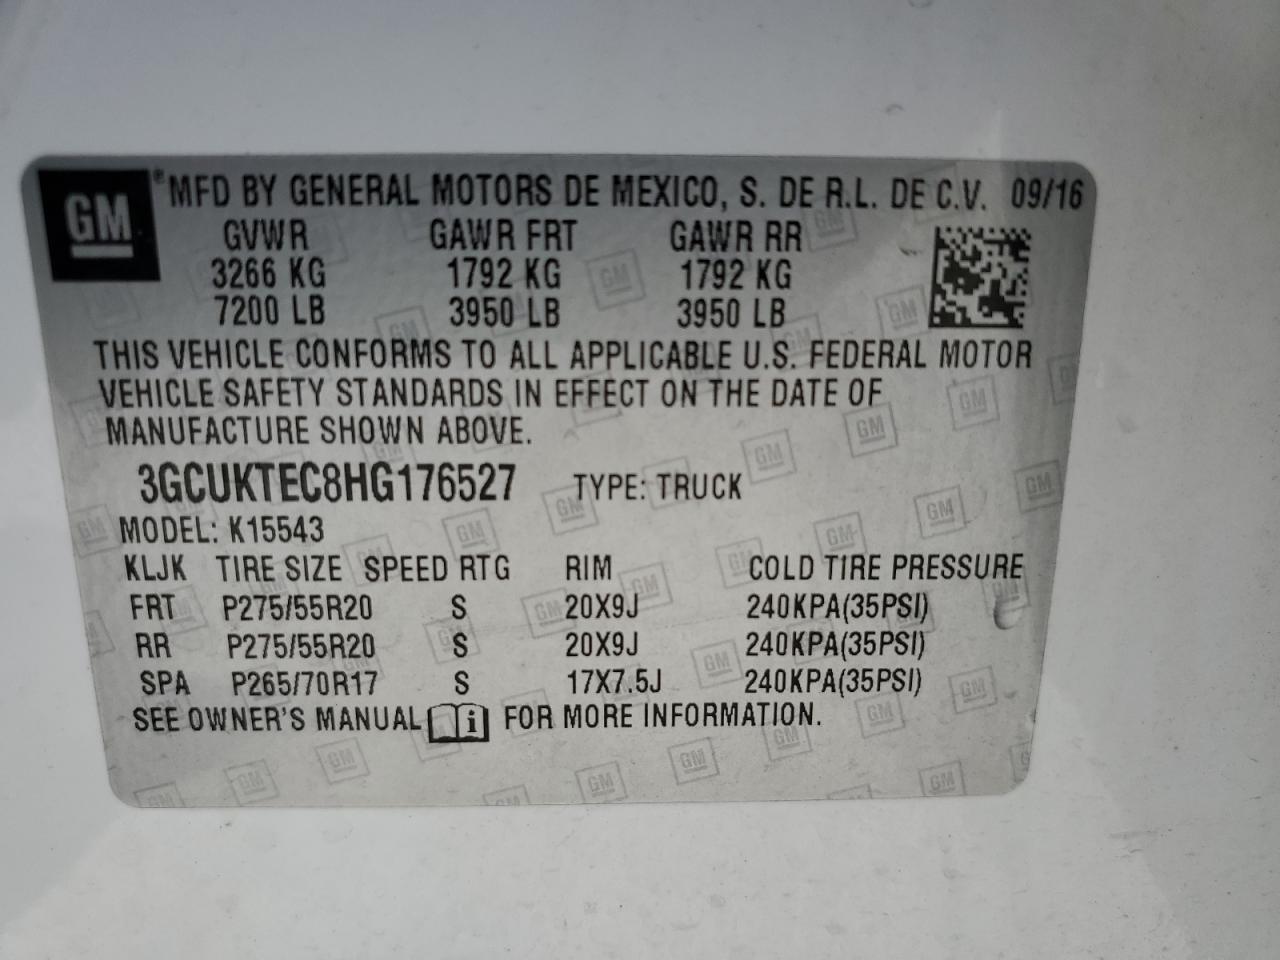 GM ® MFD BY GENERAL MOTORS DE MEXICO, S. DE R.L. DE C.V. 09/16
GVWR GAWR FRT GAWR RR
3266 KG 1792 KG 1792 KG
7200 LB 3950 LB 3950 LB
THIS VEHICLE CONFORMS TO ALL APPLICABLE U.S. FEDERAL MOTOR
VEHICLE SAFETY STANDARDS IN EFFECT ON THE DATE OF
MANUFACTURE SHOWN ABOVE.
3GCUKTEC8HG176527 TYPE: TRUCK
MODEL: K15543
KLJK TIRE SIZE SPEED RTG RIM COLD TIRE PRESSURE
FRT P275/55R20 S 20X9J 240KPA(35PSI)
RR P275/55R20 S 20X9J 240KPA(35PSI)
SPA P265/70R17 S 17X7.5J 240KPA(35PSI)
SEE OWNER'S MANUAL i FOR MORE INFORMATION.